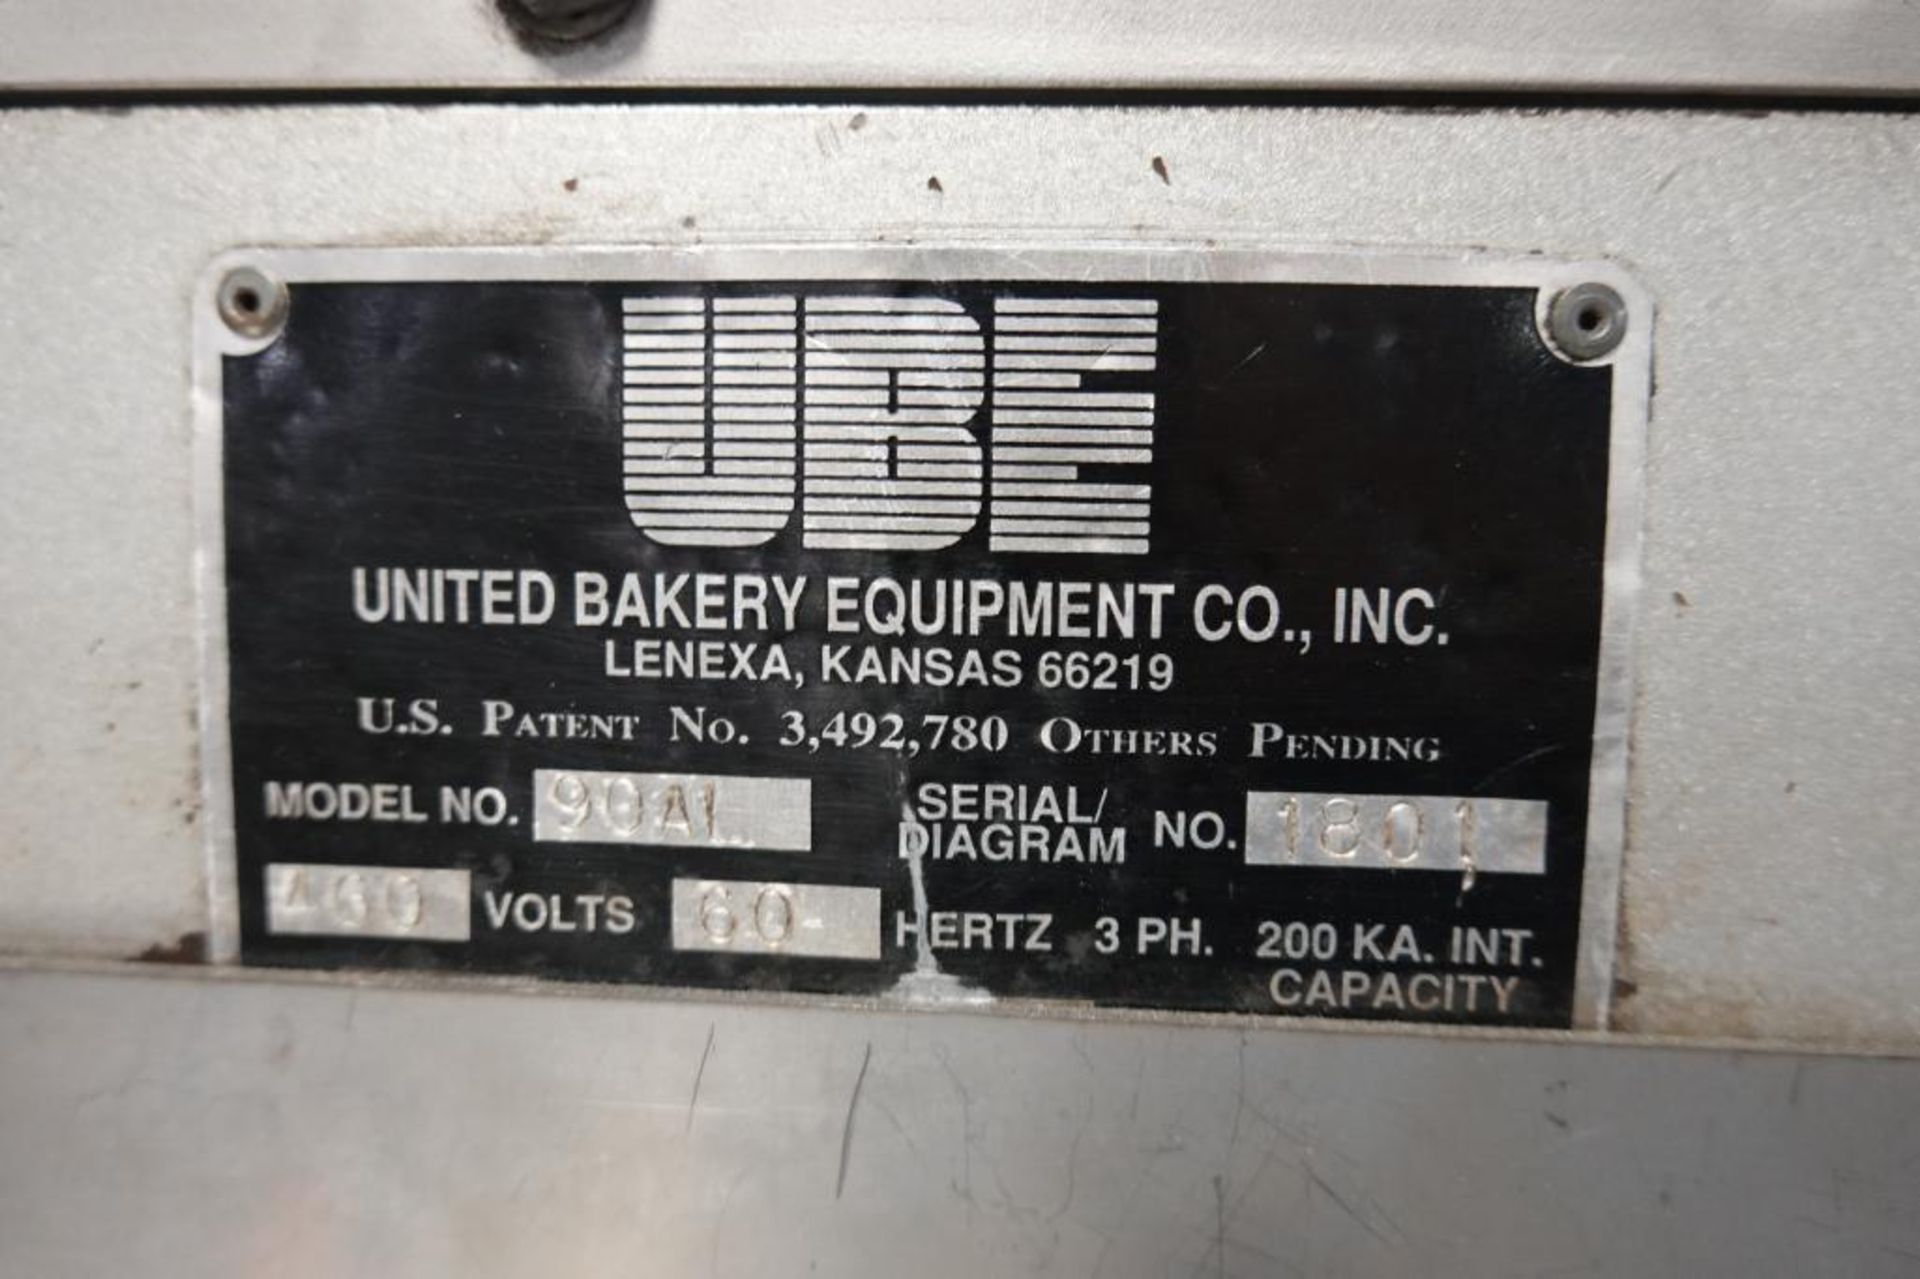 UBE
UNITED BAKERY EQUIPMENT CO., INC.
LENEXA, KANSAS 66219
U.S. PATENT NO. 3,492,780 OTHERS PENDING
MODEL NO. 90AL SERIAL/DIAGRAM NO. 1801
460 VOLTS 60 HERTZ 3 PH. 200 KA. INT. CAPACITY